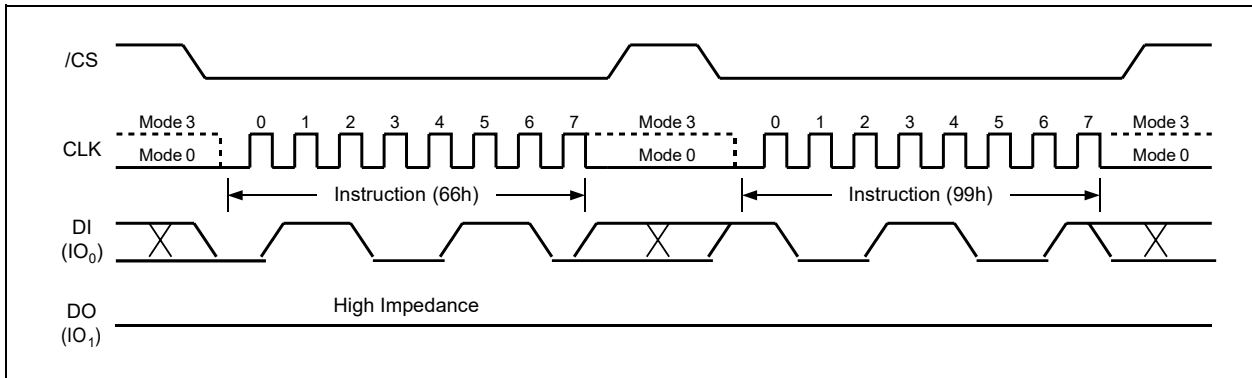 /CS
Mode 3 0 1 2 3 4 5 6 7 Mode 3 0 1 2 3 4 5 6 7 Mode 3
CLK
Mode 0 Mode 0 Mode 0
Instruction (66h) Instruction (99h)
DI
(IO0)
High Impedance
DO
(IO1)